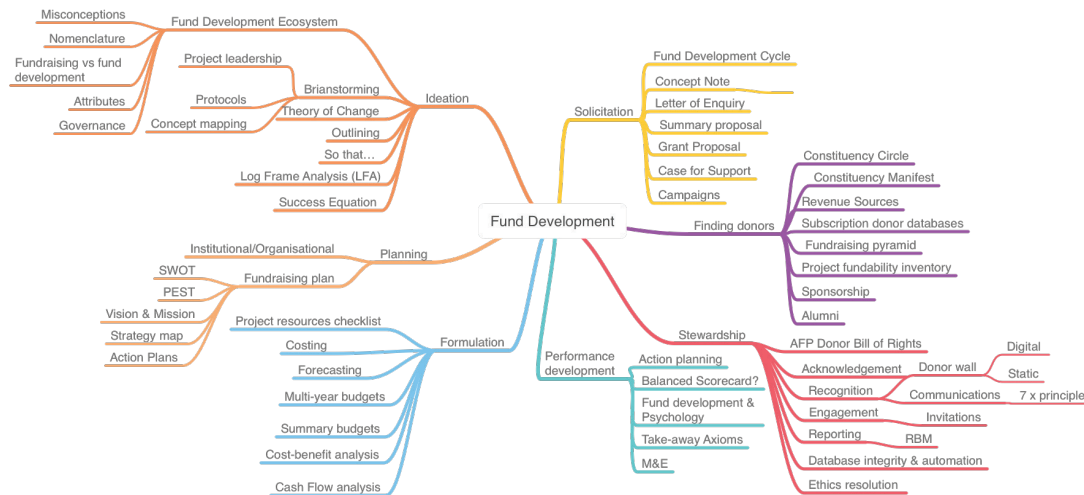 Misconceptions
Nomenclature
Fundraising vs fund
development
Attributes
Governance
Fund Development Ecosystem
Project leadership
Protocols
Concept mapping
Brianstorming
Theory of Change
Outlining
So that...
Log Frame Analysis (LFA)
Success Equation
Ideation
Institutional/Organisational
SWOT
PEST
Vision & Mission
Strategy map
Action Plans
Fundraising plan
Planning
Project resources checklist
Costing
Forecasting
Multi-year budgets
Summary budgets
Cost-benefit analysis
Cash Flow analysis
Formulation
Fund Development
Solicitation
Fund Development Cycle
Concept Note
Letter of Enquiry
Summary proposal
Grant Proposal
Case for Support
Campaigns
Finding donors
Constituency Circle
Constituency Manifest
Revenue Sources
Subscription donor databases
Fundraising pyramid
Project fundability inventory
Sponsorship
Alumni
Stewardship
AFP Donor Bill of Rights
Acknowledgement
Recognition
Donor wall
Digital
Static
Communications
7 x principle
Engagement
Invitations
Reporting
RBM
Database integrity & automation
Ethics resolution
Performance
development
Action planning
Balanced Scorecard?
Fund development &
Psychology
Take-away Axioms
M&E